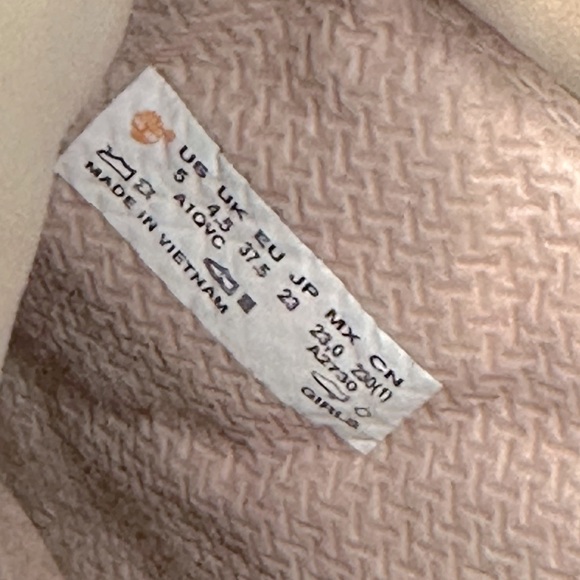 US UK EU JP MX CN
5 4.5 37.5 23 23,0 230(1)
A1QVC A2730
MADE IN VIETNAM GIRLS